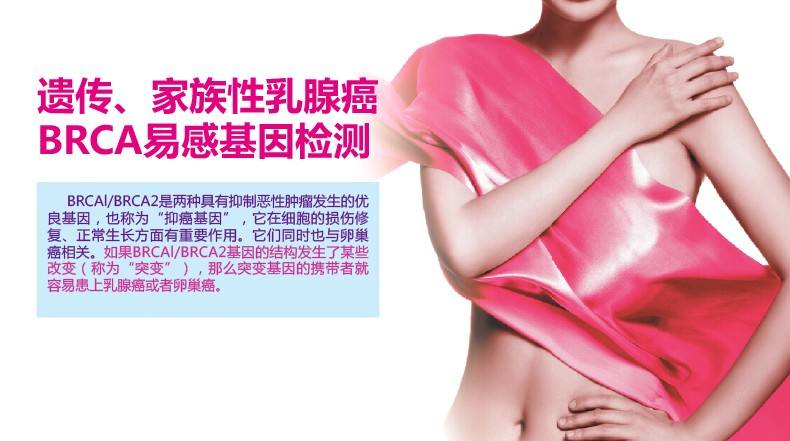 遗传、家族性乳腺癌
BRCA易感基因检测
BRCAl/BRCA2是两种具有抑制恶性肿瘤发生的优
良基因，也称为“抑癌基因”，它在细胞的损伤修
复、正常生长方面有重要作用。它们同时也与卵巢
癌相关。如果BRCAl/BRCA2基因的结构发生了某些
改变（称为“突变”），那么突变基因的携带者就
容易患上乳腺癌或者卵巢癌。